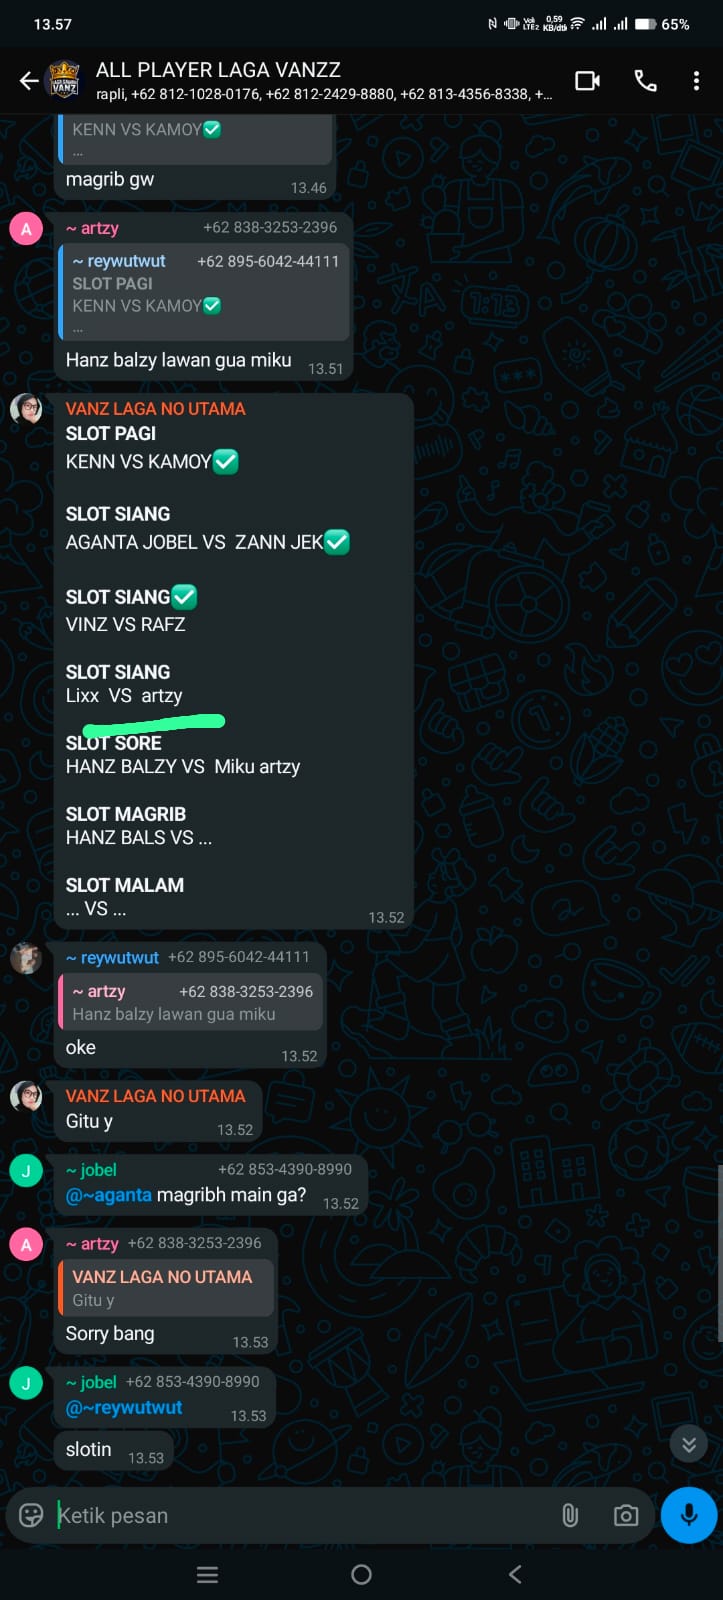 13.57
0,59
Vo)
LTE2
KB/dtk
65%
ALL PLAYER LAGA VANZZ
rapli, +62 812-1028-0176, +62 812-2429-8880, +62 813-4356-8338, +...
KENN VS KAMOY✅
...
magrib gw
13.46
A
~ artzy
+62 838-3253-2396
~ reywutwut
+62 895-6042-44111
SLOT PAGI
KENN VS KAMOY✅
...
Hanz balzy lawan gua miku
13.51
VANZ LAGA NO UTAMA
SLOT PAGI
KENN VS KAMOY✅
SLOT SIANG
AGANTA JOBEL VS ZANN JEK✅
SLOT SIANG✅
VINZ VS RAFZ
SLOT SIANG
Lixx VS artzy
SLOT SORE
HANZ BALZY VS Miku artzy
SLOT MAGRIB
HANZ BALS VS ...
SLOT MALAM
... VS ...
13.52
~ reywutwut +62 895-6042-44111
~ artzy +62 838-3253-2396
Hanz balzy lawan gua miku
oke
13.52
VANZ LAGA NO UTAMA
Gitu y
13.52
J
~ jobel +62 853-4390-8990
@~aganta magribh main ga?
13.52
A
~ artzy +62 838-3253-2396
VANZ LAGA NO UTAMA
Gitu y
Sorry bang
13.53
J
~ jobel +62 853-4390-8990
@~reywutwut
13.53
slotin
13.53
Ketik pesan